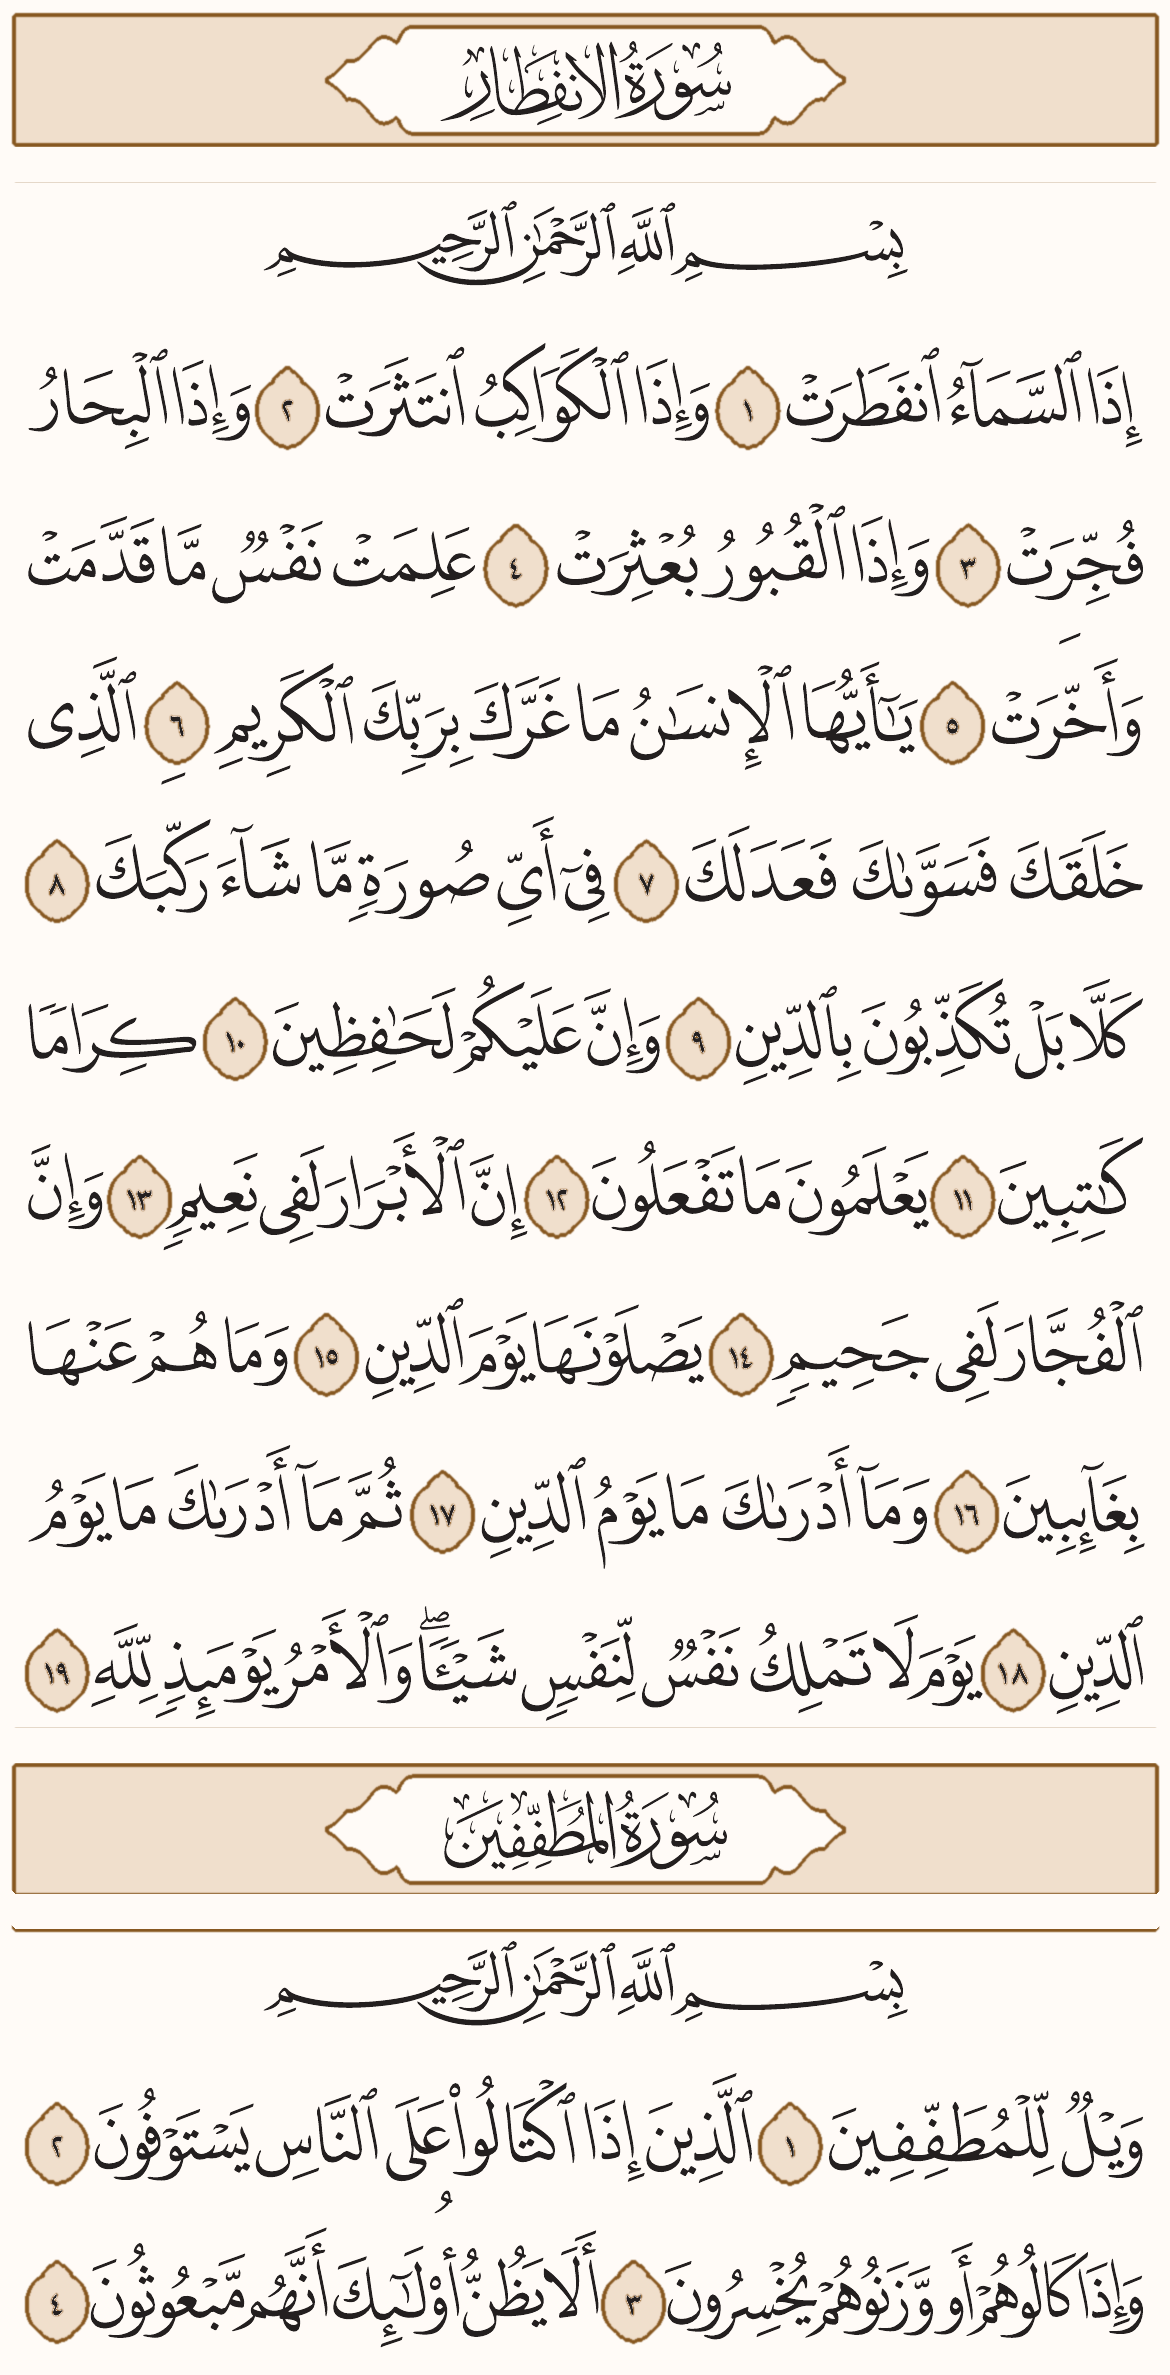 سُورَةُ الانفِطَارِ
بِسْمِ ٱللَّهِ ٱلرَّحْمَٰنِ ٱلرَّحِيمِ
إِذَا ٱلسَّمَآءُ ٱنفَطَرَتْ ١ وَإِذَا ٱلْكَوَاكِبُ ٱنتَثَرَتْ ٢ وَإِذَا ٱلْبِحَارُ
فُجِّرَتْ ٣ وَإِذَا ٱلْقُبُورُ بُعْثِرَتْ ٤ عَلِمَتْ نَفْسٌ مَّا قَدَّمَتْ
وَأَخَّرَتْ ٥ يَـٰٓأَيُّهَا ٱلْإِنسَـٰنُ مَا غَرَّكَ بِرَبِّكَ ٱلْكَرِيمِ ٦ ٱلَّذِى
خَلَقَكَ فَسَوَّىٰكَ فَعَدَلَكَ ٧ فِىٓ أَىِّ صُورَةٍ مَّا شَآءَ رَكَّبَكَ ٨
كَلَّا بَلْ تُكَذِّبُونَ بِٱلدِّينِ ٩ وَإِنَّ عَلَيْكُمْ لَحَـٰفِظِينَ ١٠ كِرَامًا
كَـٰتِبِينَ ١١ يَعْلَمُونَ مَا تَفْعَلُونَ ١٢ إِنَّ ٱلْأَبْرَارَ لَفِى نَعِيمٍ ١٣ وَإِنَّ
ٱلْفُجَّارَ لَفِى جَحِيمٍ ١٤ يَصْلَوْنَهَا يَوْمَ ٱلدِّينِ ١٥ وَمَا هُمْ عَنْهَا
بِغَآئِبِينَ ١٦ وَمَآ أَدْرَىٰكَ مَا يَوْمُ ٱلدِّينِ ١٧ ثُمَّ مَآ أَدْرَىٰكَ مَا يَوْمُ
ٱلدِّينِ ١٨ يَوْمَ لَا تَمْلِكُ نَفْسٌ لِّنَفْسٍ شَيْـًٔا ۖ وَٱلْأَمْرُ يَوْمَئِذٍ لِّلَّهِ ١٩
سُورَةُ المُطَفِّفِينَ
بِسْمِ ٱللَّهِ ٱلرَّحْمَٰنِ ٱلرَّحِيمِ
وَيْلٌ لِّلْمُطَفِّفِينَ ١ ٱلَّذِينَ إِذَا ٱكْتَالُوا۟ عَلَى ٱلنَّاسِ يَسْتَوْفُونَ ٢
وَإِذَا كَالُوهُمْ أَو وَّزَنُوهُمْ يُخْسِرُونَ ٣ أَلَا يَظُنُّ أُو۟لَـٰٓئِكَ أَنَّهُم مَّبْعُوثُونَ ٤